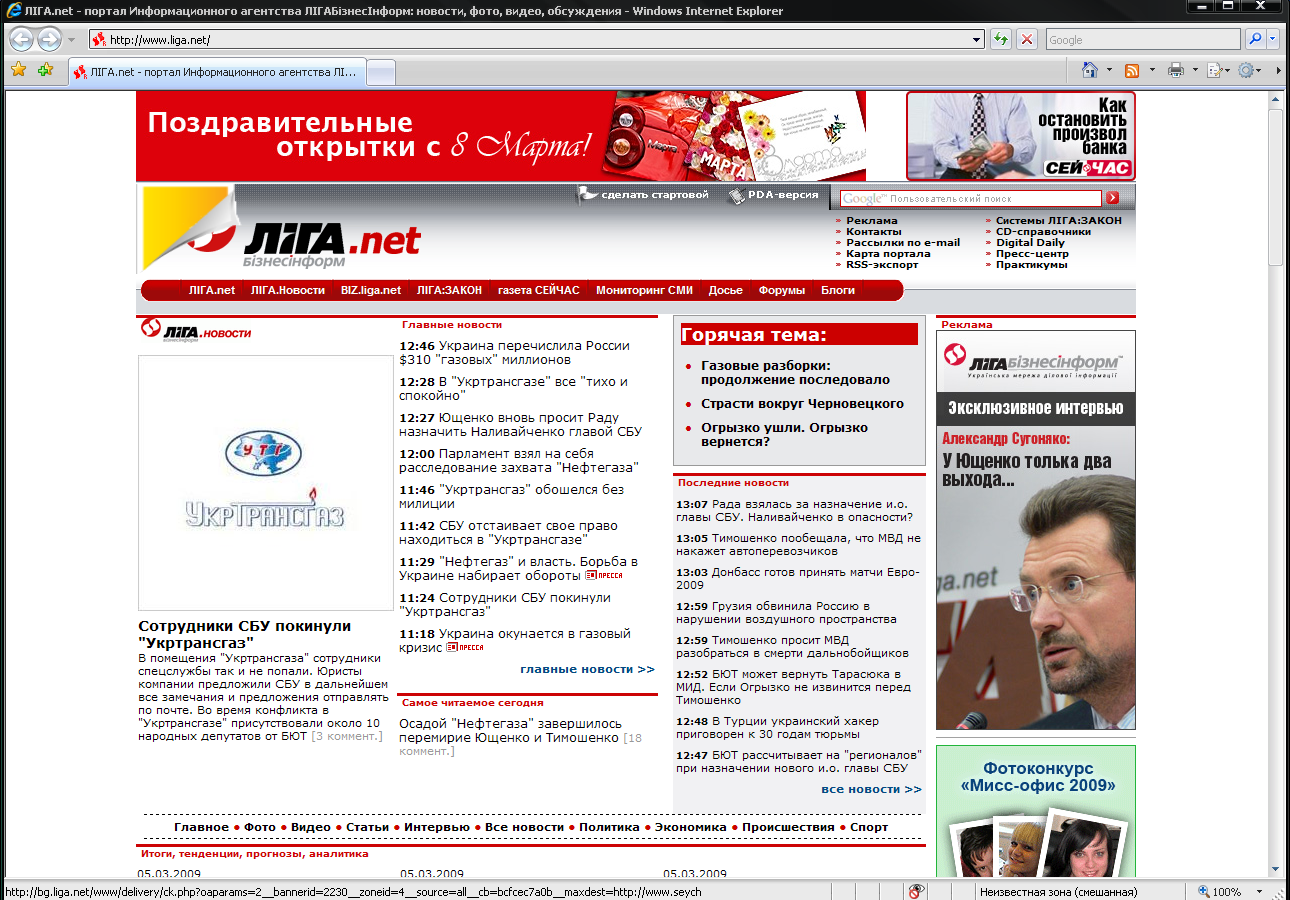 ЛІГА.net - портал Информационного агентства ЛІГАБізнесІнформ: новости, фото, видео, обсуждения - Windows Internet Explorer
http://www.liga.net/
Google
ЛІГА.net - портал Информационного агентства ЛІ...
Поздравительные
открытки с 8 Марта!
Марта
МАРТА
Как
остановить
произвол
банка
СЕЙЧАС
сделать стартовой
PDA-версия
Google™ Пользовательский поиск
ЛІГА.net
бізнесінформ
» Реклама
» Контакты
» Рассылки по e-mail
» Карта портала
» RSS-экспорт
» Системы ЛІГА:ЗАКОН
» CD-справочники
» Digital Daily
» Пресс-центр
» Практикумы
ЛІГА.net ЛІГА.Новости BIZ.liga.net ЛІГА:ЗАКОН газета СЕЙЧАС Мониторинг СМИ Досье Форумы Блоги
ЛІГА.НОВОСТИ
бізнесінформ
УТГ
УКРТРАНСГАЗ
Сотрудники СБУ покинули
"Укртрансгаз"
В помещения "Укртрансгаза" сотрудники
спецслужбы так и не попали. Юристы
компании предложили СБУ в дальнейшем
все замечания и предложения отправлять
по почте. Во время конфликта в
"Укртрансгазе" присутствовали около 10
народных депутатов от БЮТ [3 коммент.]
Главные новости
12:46 Украина перечислила России
$310 "газовых" миллионов
12:28 В "Укртрансгазе" все "тихо и
спокойно"
12:27 Ющенко вновь просит Раду
назначить Наливайченко главой СБУ
12:00 Парламент взял на себя
расследование захвата "Нефтегаза"
11:46 "Укртрансгаз" обошелся без
милиции
11:42 СБУ отстаивает свое право
находиться в "Укртрансгазе"
11:29 "Нефтегаз" и власть. Борьба в
Украине набирает обороты ПРЕССА
11:24 Сотрудники СБУ покинули
"Укртрансгаз"
11:18 Украина окунается в газовый
кризис ПРЕССА
главные новости >>
Самое читаемое сегодня
Осадой "Нефтегаза" завершилось
перемирие Ющенко и Тимошенко [18
коммент.]
Горячая тема:
• Газовые разборки:
продолжение последовало
• Страсти вокруг Черновецкого
• Огрызко ушли. Огрызко
вернется?
Последние новости
13:07 Рада взялась за назначение и.о.
главы СБУ. Наливайченко в опасности?
13:05 Тимошенко пообещала, что МВД не
накажет автоперевозчиков
13:03 Донбасс готов принять матчи Евро-
2009
12:59 Грузия обвинила Россию в
нарушении воздушного пространства
12:59 Тимошенко просит МВД
разобраться в смерти дальнобойщиков
12:52 БЮТ может вернуть Тарасюка в
МИД. Если Огрызко не извинится перед
Тимошенко
12:48 В Турции украинский хакер
приговорен к 30 годам тюрьмы
12:47 БЮТ рассчитывает на "регионалов"
при назначении нового и.о. главы СБУ
все новости >>
Реклама
ЛІГАБІЗНЕСІНФОРМ™
Українська мережа ділової інформації
Эксклюзивное интервью
Александр Сугоняко:
У Ющенко толька два
выхода...
ga.net
Фотоконкурс
«Мисс-офис 2009»
Главное • Фото • Видео • Статьи • Интервью • Все новости • Политика • Экономика • Происшествия • Спорт
Итоги, тенденции, прогнозы, аналитика
05.03.2009 05.03.2009 05.03.2009
http://bg.liga.net/www/delivery/ck.php?oaparams=2__bannerid=2230__zoneid=4__source=all__cb=bcfcec7a0b__maxdest=http://www.seych
Неизвестная зона (смешанная)
100%